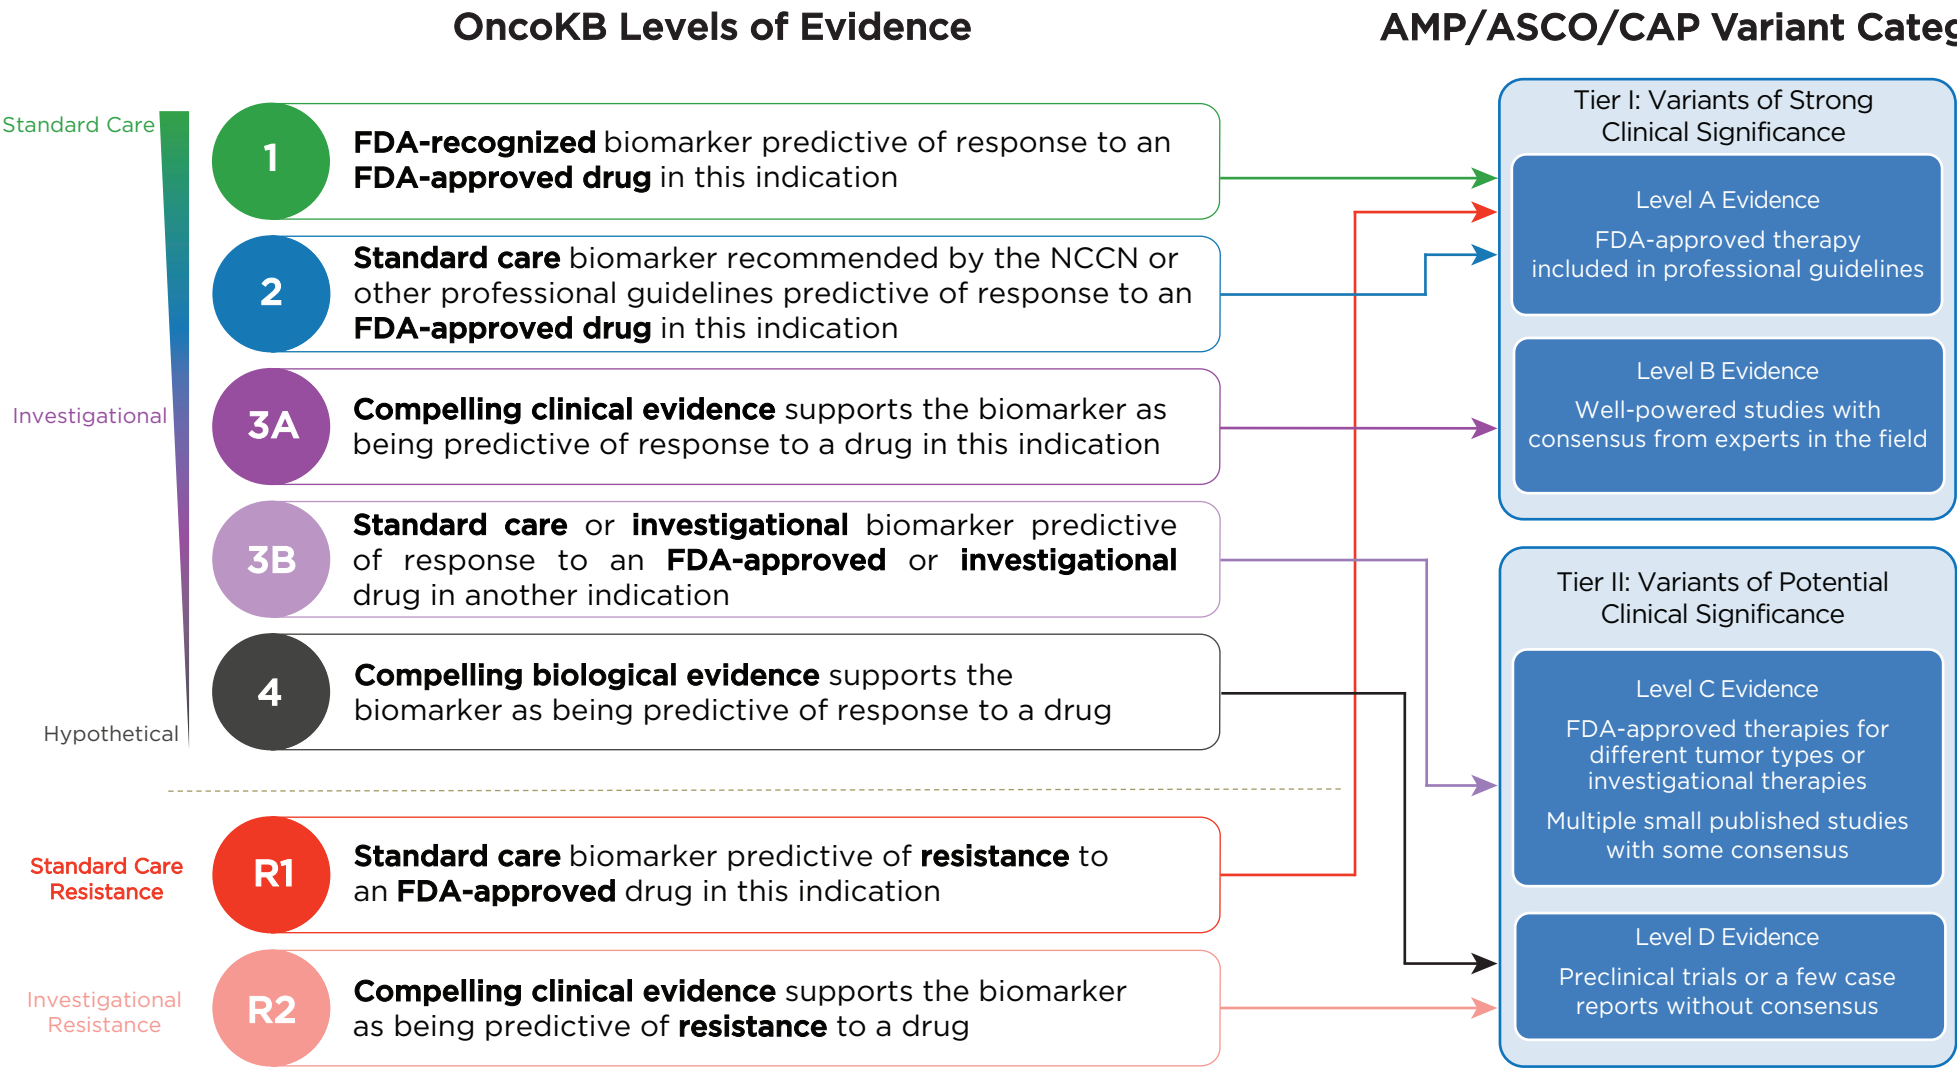 OncoKB Levels of Evidence
AMP/ASCO/CAP Variant
Standard Care
Investigational
Hypothetical
Standard Care
Resistance
Investigational
Resistance
1
FDA-recognized biomarker predictive of response to an
FDA-approved drug in this indication
2
Standard care biomarker recommended by the NCCN or
other professional guidelines predictive of response to an
FDA-approved drug in this indication
3A
Compelling clinical evidence supports the biomarker as
being predictive of response to a drug in this indication
3B
Standard care or investigational biomarker predictive
of response to an FDA-approved or investigational
drug in another indication
4
Compelling biological evidence supports the
biomarker as being predictive of response to a drug
R1
Standard care biomarker predictive of resistance to
an FDA-approved drug in this indication
R2
Compelling clinical evidence supports the biomarker
as being predictive of resistance to a drug
Tier I: Variants of Strong
Clinical Significance
Level A Evidence
FDA-approved therapy
included in professional guidelines
Level B Evidence
Well-powered studies with
consensus from experts in the field
Tier II: Variants of Potential
Clinical Significance
Level C Evidence
FDA-approved therapies for
different tumor types or
investigational therapies
Multiple small published studies
with some consensus
Level D Evidence
Preclinical trials or a few case
reports without consensus